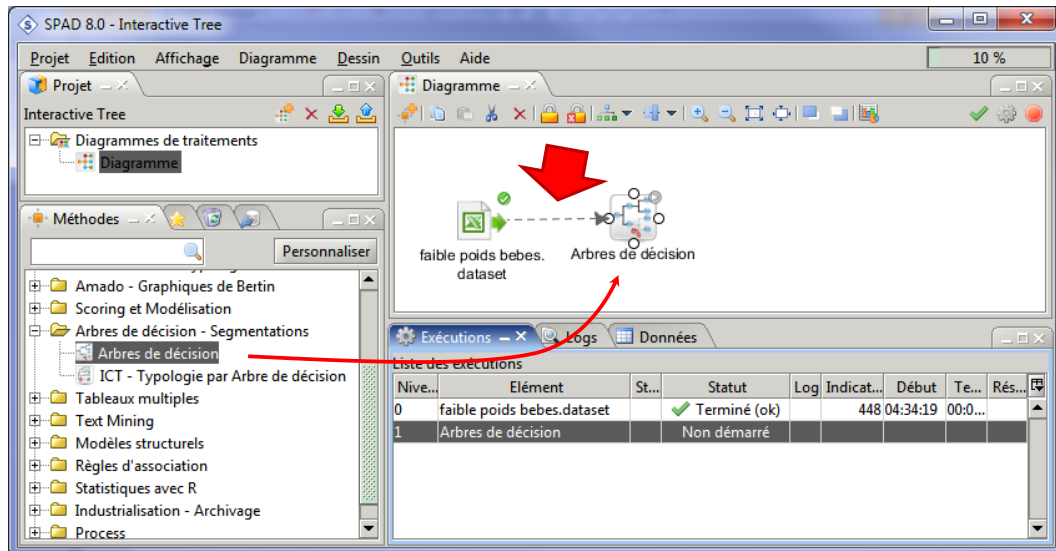 SPAD 8.0 - Interactive Tree
Projet Edition Affichage Diagramme Dessin Outils Aide 10 %
Projet
Interactive Tree
Diagrammes de traitements
Diagramme
Méthodes
Personnaliser
Amado - Graphiques de Bertin
Scoring et Modélisation
Arbres de décision - Segmentations
Arbres de décision
ICT - Typologie par Arbre de décision
Tableaux multiples
Text Mining
Modèles structurels
Règles d'association
Statistiques avec R
Industrialisation - Archivage
Process
Diagramme
faible poids bebes.
dataset
Arbres de décision
Exécutions Logs Données
Liste des exécutions
Nive... Elément St... Statut Log Indicat... Début Te... Rés...
0 faible poids bebes.dataset Terminé (ok) 448 04:34:19 00:0...
1 Arbres de décision Non démarré